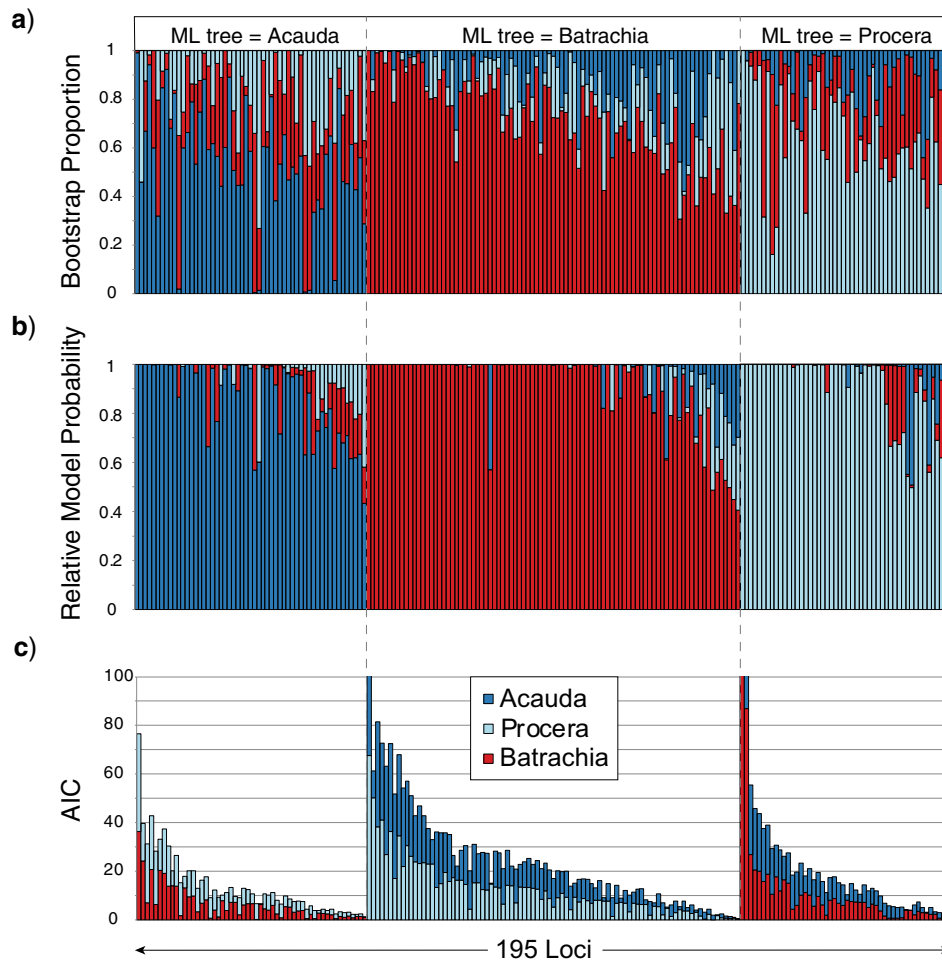 a)
ML tree = Acauda
ML tree = Batrachia
ML tree = Procera
Bootstrap Proportion
1
0.8
0.6
0.4
0.2
0
b)
Relative Model Probability
1
0.8
0.6
0.4
0.2
0
c)
AIC
100
80
60
40
20
0
Acauda
Procera
Batrachia
195 Loci